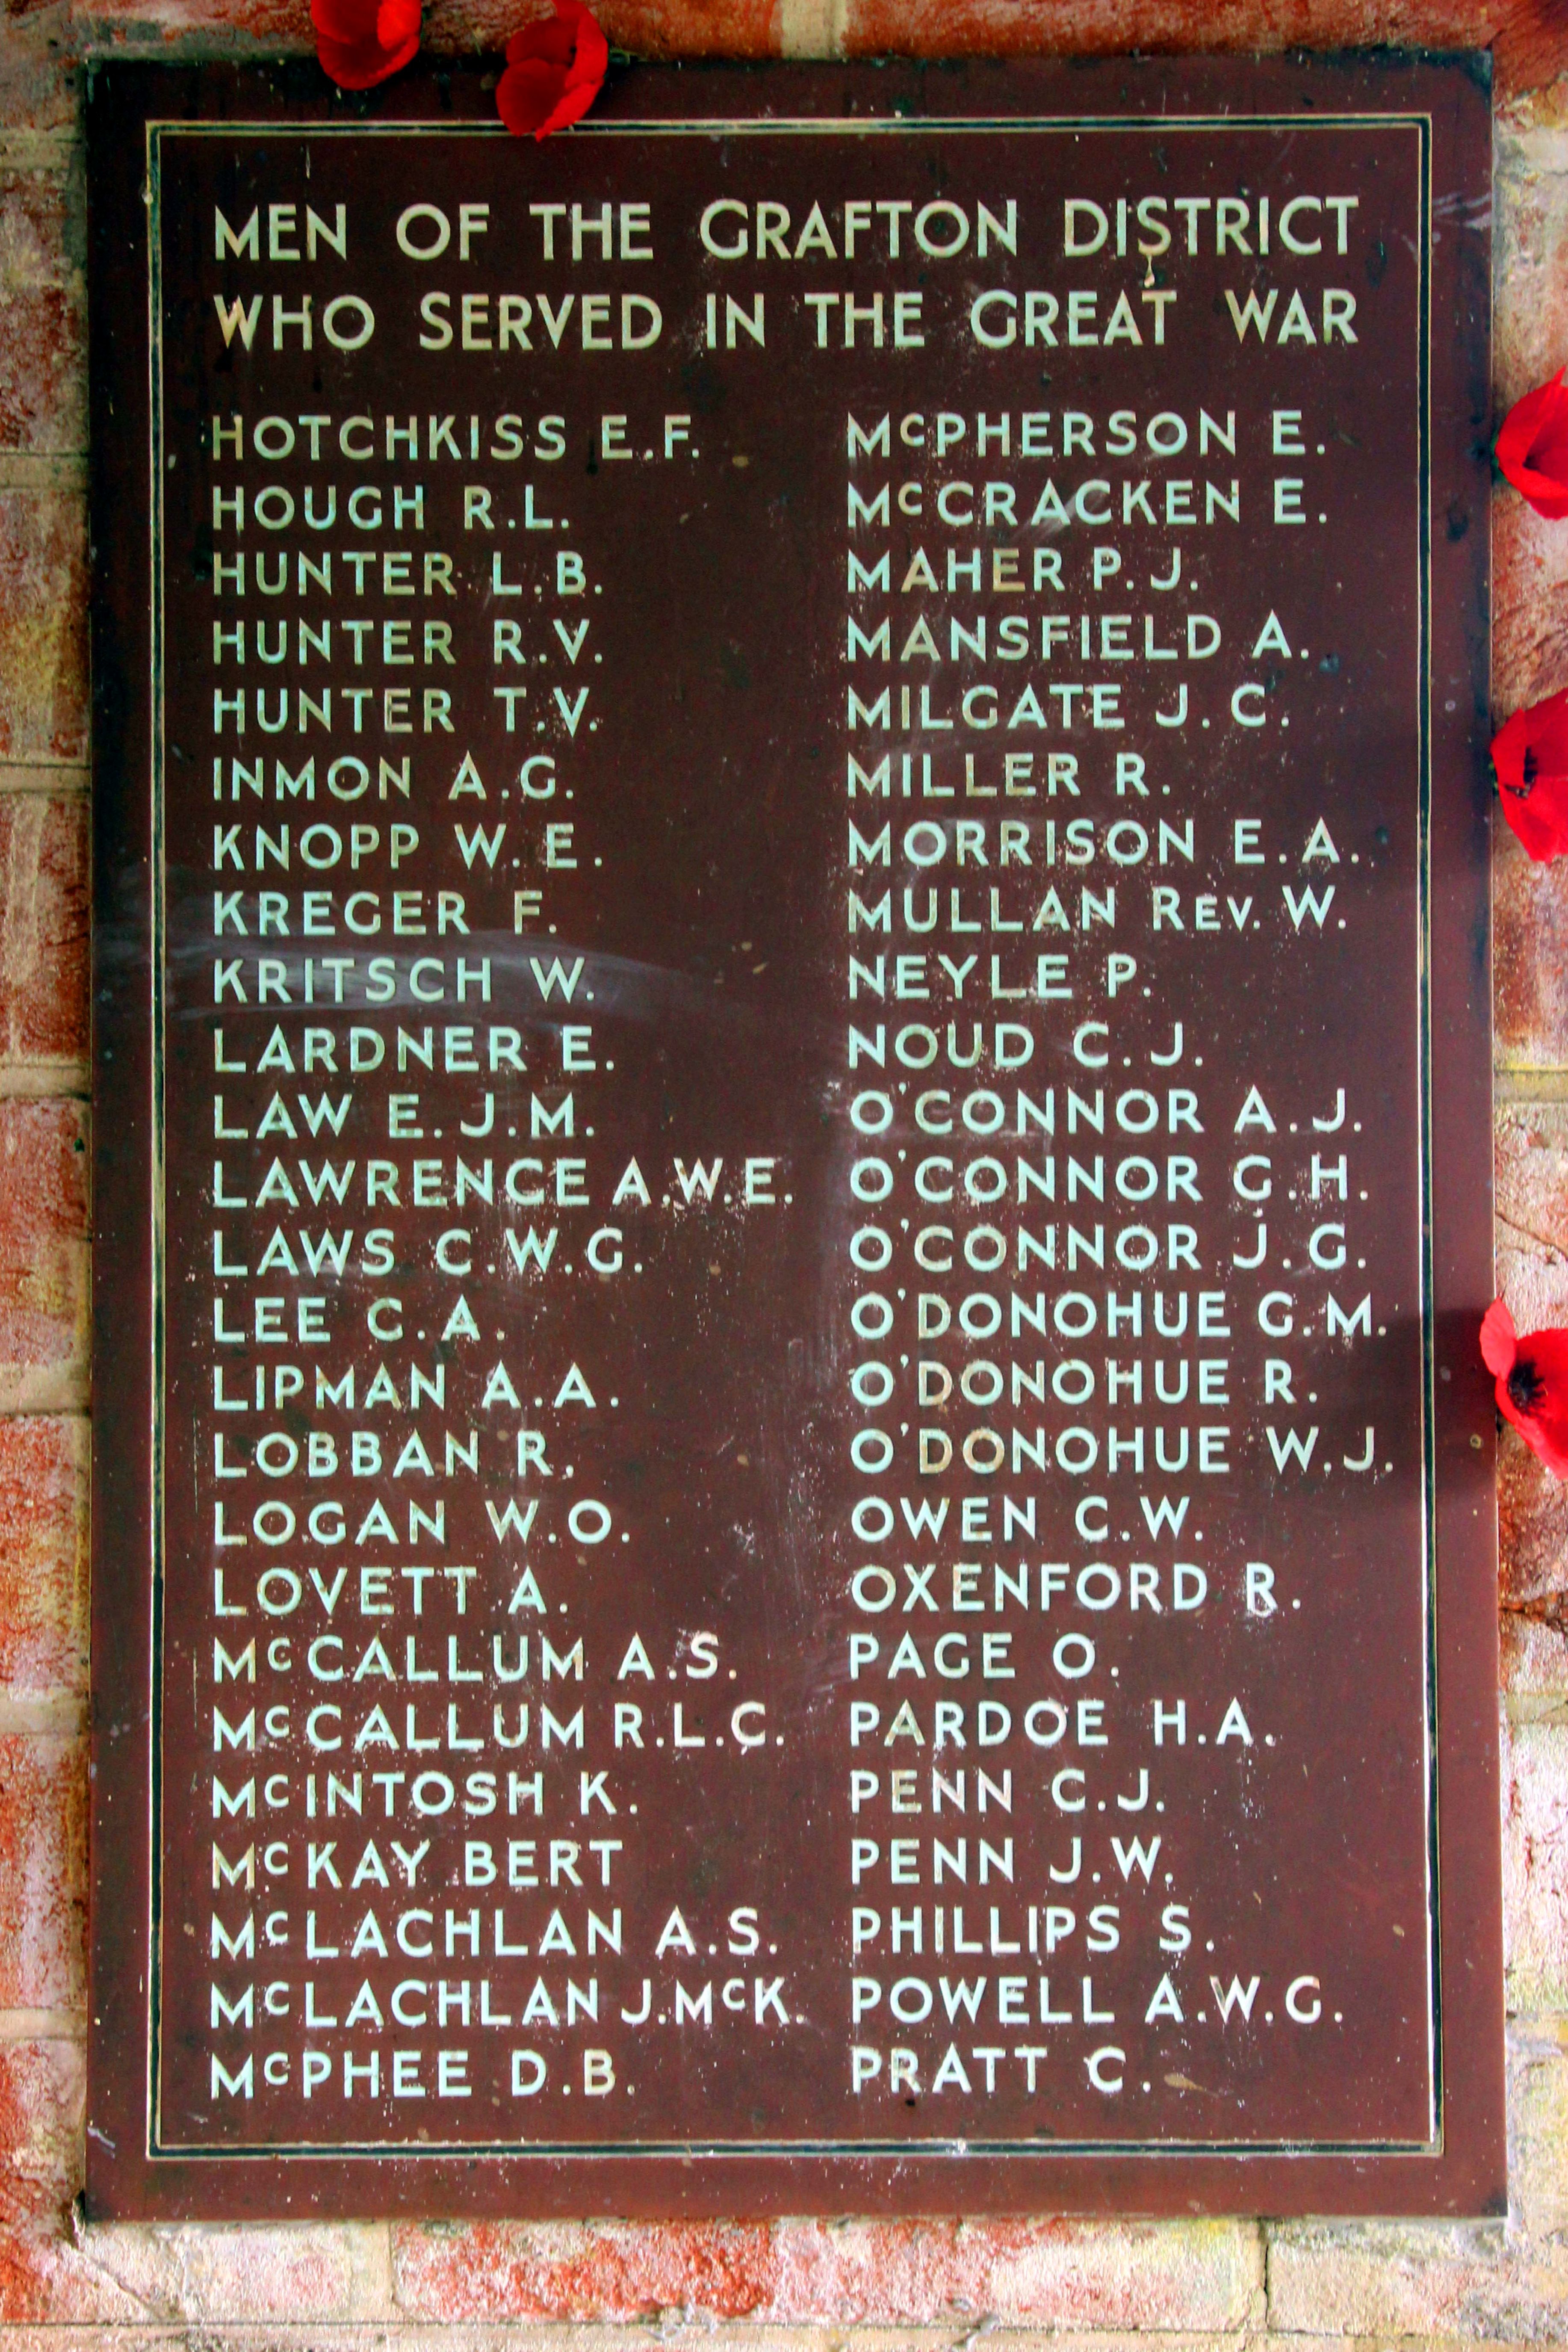 MEN OF THE GRAFTON DISTRICT
WHO SERVED IN THE GREAT WAR
HOTCHKISS E.F.
HOUGH R.L.
HUNTER L.B.
HUNTER R.V.
HUNTER T.V.
INMON A.G.
KNOPP W.E.
KREGER F.
KRITSCH W.
LARDNER E.
LAW E.J.M.
LAWRENCE A.W.E.
LAWS C.W.G.
LEE C.A.
LIPMAN A.A.
LOBBAN R.
LOGAN W.O.
LOVETT A.
McCALLUM A.S.
McCALLUM R.L.C.
McINTOSH K.
McKAY BERT
McLACHLAN A.S.
McLACHLAN J.McK.
McPHEE D.B.
McPHERSON E.
McCRACKEN E.
MAHER P.J.
MANSFIELD A.
MILGATE J.C.
MILLER R.
MORRISON E.A.
MULLAN REV. W.
NEYLE P.
NOUD C.J.
O'CONNOR A.J.
O'CONNOR G.H.
O'CONNOR J.G.
O'DONOHUE G.M.
O'DONOHUE R.
O'DONOHUE W.J.
OWEN C.W.
OXENFORD R.
PAGE O.
PARDOE H.A.
PENN C.J.
PENN J.W.
PHILLIPS S.
POWELL A.W.G.
PRATT C.